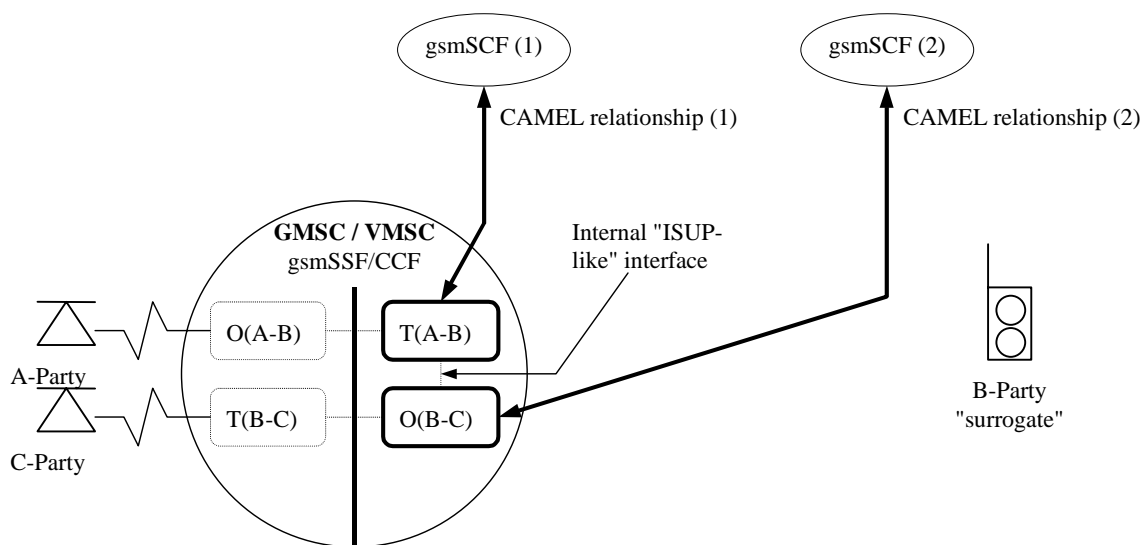 gsmSCF (1)
gsmSCF (2)
CAMEL relationship (1)
CAMEL relationship (2)
GMSC / VMSC
gsmSSF/CCF
Internal "ISUP-
like" interface
O(A-B)
T(A-B)
A-Party
T(B-C)
O(B-C)
C-Party
B-Party
"surrogate"